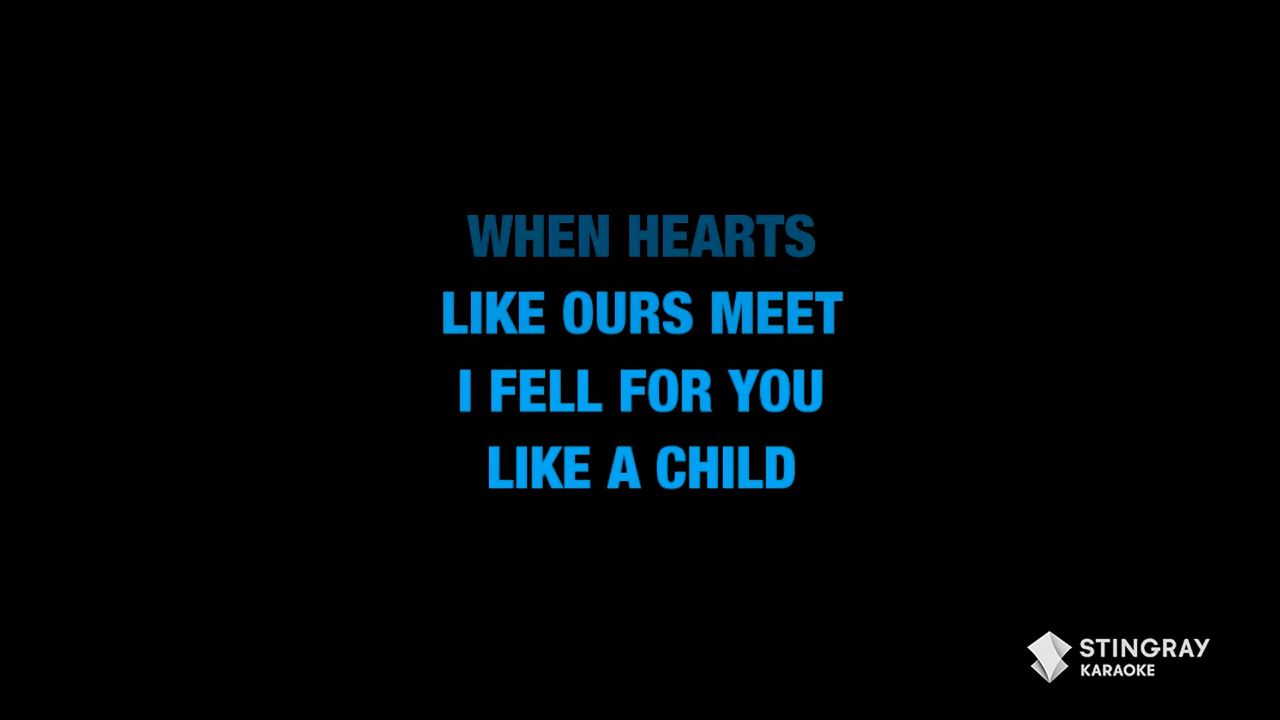 WHEN HEARTS
LIKE OURS MEET
I FELL FOR YOU
LIKE A CHILD
STINGRAY
KARAOKE